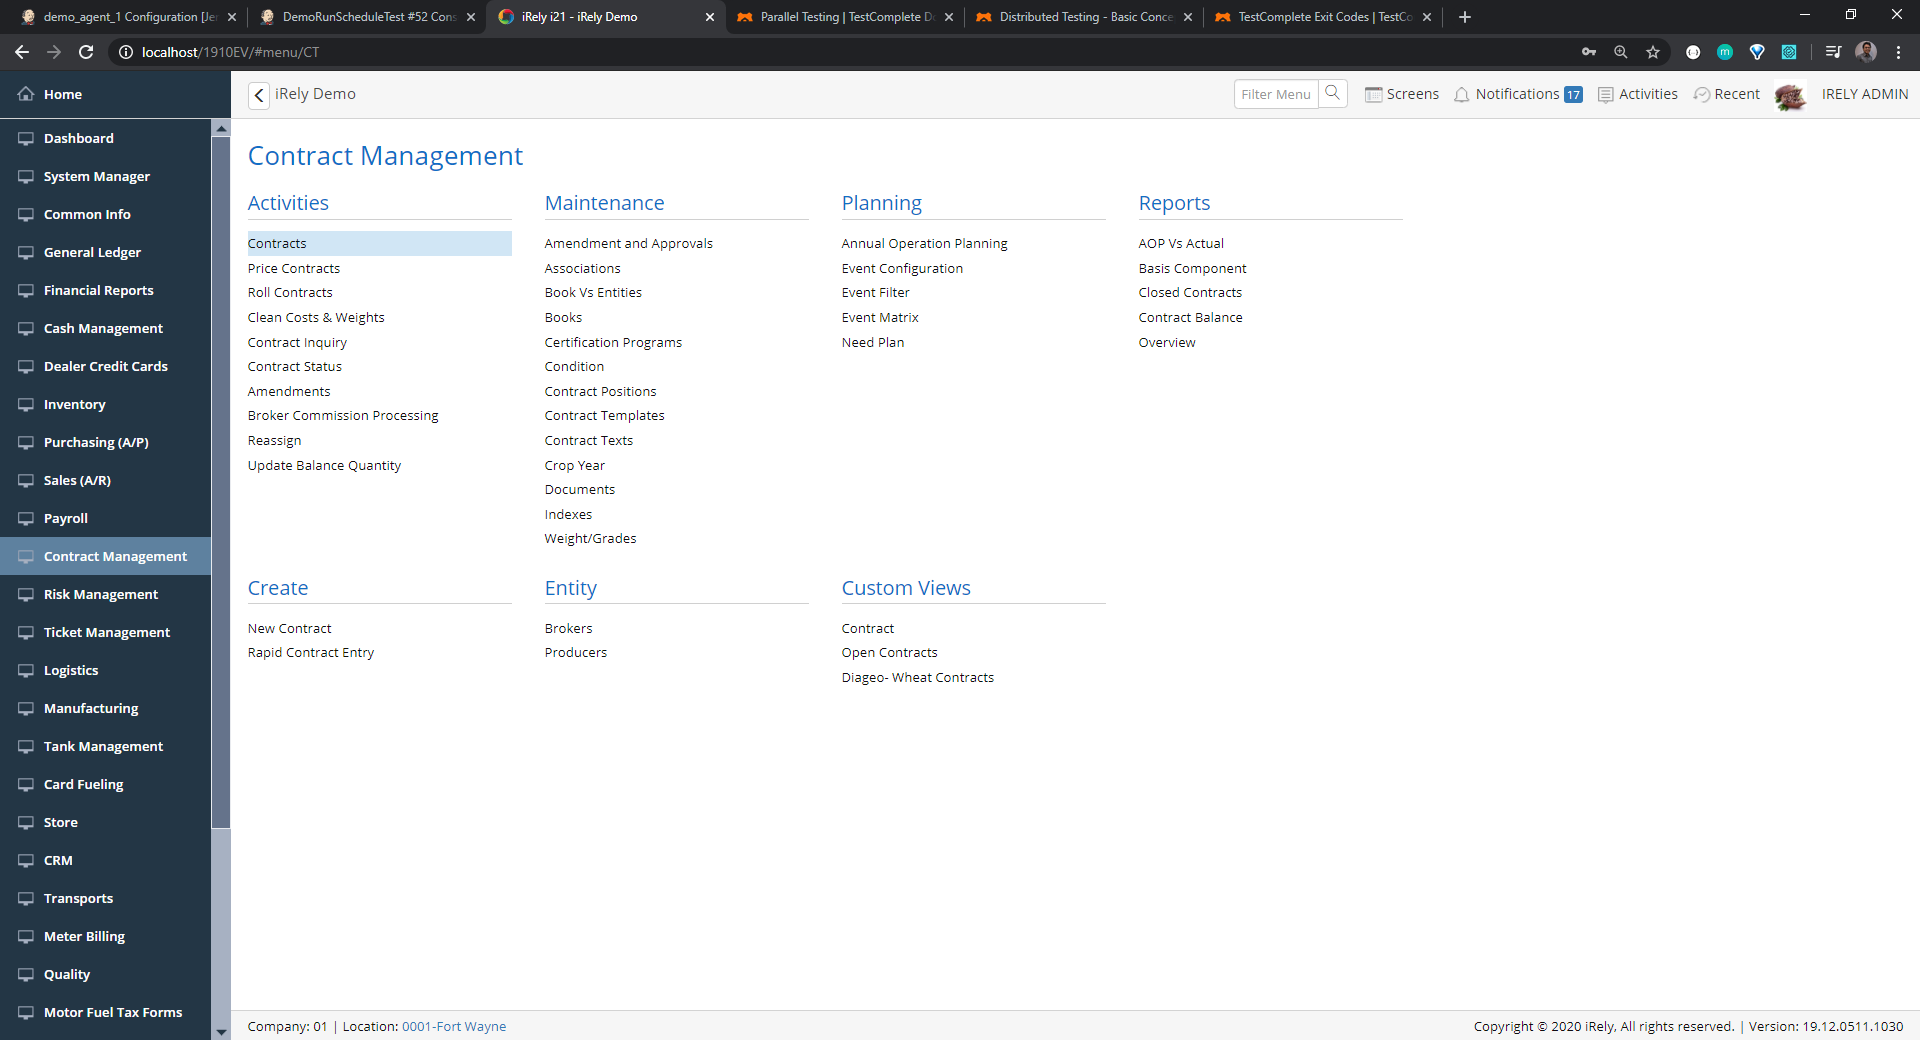 demo_agent_1 Configuration [Jen
DemoRunScheduleTest #52 Cons
iRely i21 - iRely Demo
Parallel Testing | TestComplete Do
Distributed Testing - Basic Conce
TestComplete Exit Codes | TestCo
localhost/1910EV/#menu/CT
Home
iRely Demo
Filter Menu
Screens
Notifications 17
Activities
Recent
IRELY ADMIN
Dashboard
System Manager
Common Info
General Ledger
Financial Reports
Cash Management
Dealer Credit Cards
Inventory
Purchasing (A/P)
Sales (A/R)
Payroll
Contract Management
Risk Management
Ticket Management
Logistics
Manufacturing
Tank Management
Card Fueling
Store
CRM
Transports
Meter Billing
Quality
Motor Fuel Tax Forms
Contract Management
Activities
Contracts
Price Contracts
Roll Contracts
Clean Costs & Weights
Contract Inquiry
Contract Status
Amendments
Broker Commission Processing
Reassign
Update Balance Quantity
Maintenance
Amendment and Approvals
Associations
Book Vs Entities
Books
Certification Programs
Condition
Contract Positions
Contract Templates
Contract Texts
Crop Year
Documents
Indexes
Weight/Grades
Planning
Annual Operation Planning
Event Configuration
Event Filter
Event Matrix
Need Plan
Reports
AOP Vs Actual
Basis Component
Closed Contracts
Contract Balance
Overview
Create
New Contract
Rapid Contract Entry
Entity
Brokers
Producers
Custom Views
Contract
Open Contracts
Diageo- Wheat Contracts
Company: 01 | Location: 0001-Fort Wayne
Copyright © 2020 iRely, All rights reserved. | Version: 19.12.0511.1030